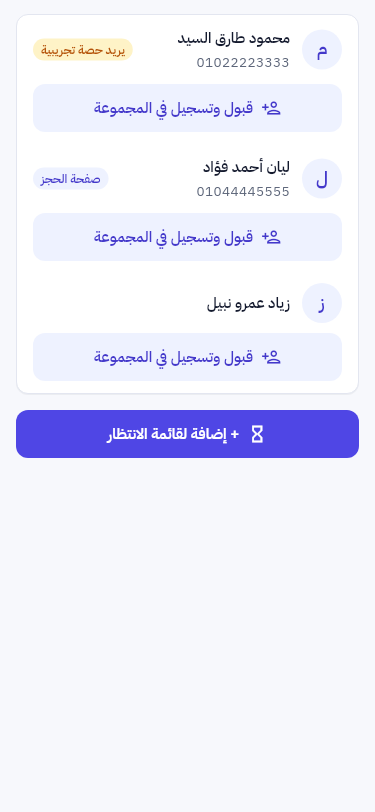 م
محمود طارق السيد
يريد حصة تجريبية
01022223333
قبول وتسجيل في المجموعة
ل
ليان أحمد فؤاد
صفحة الحجز
01044445555
قبول وتسجيل في المجموعة
ز
زياد عمرو نبيل
قبول وتسجيل في المجموعة
+ إضافة لقائمة الانتظار